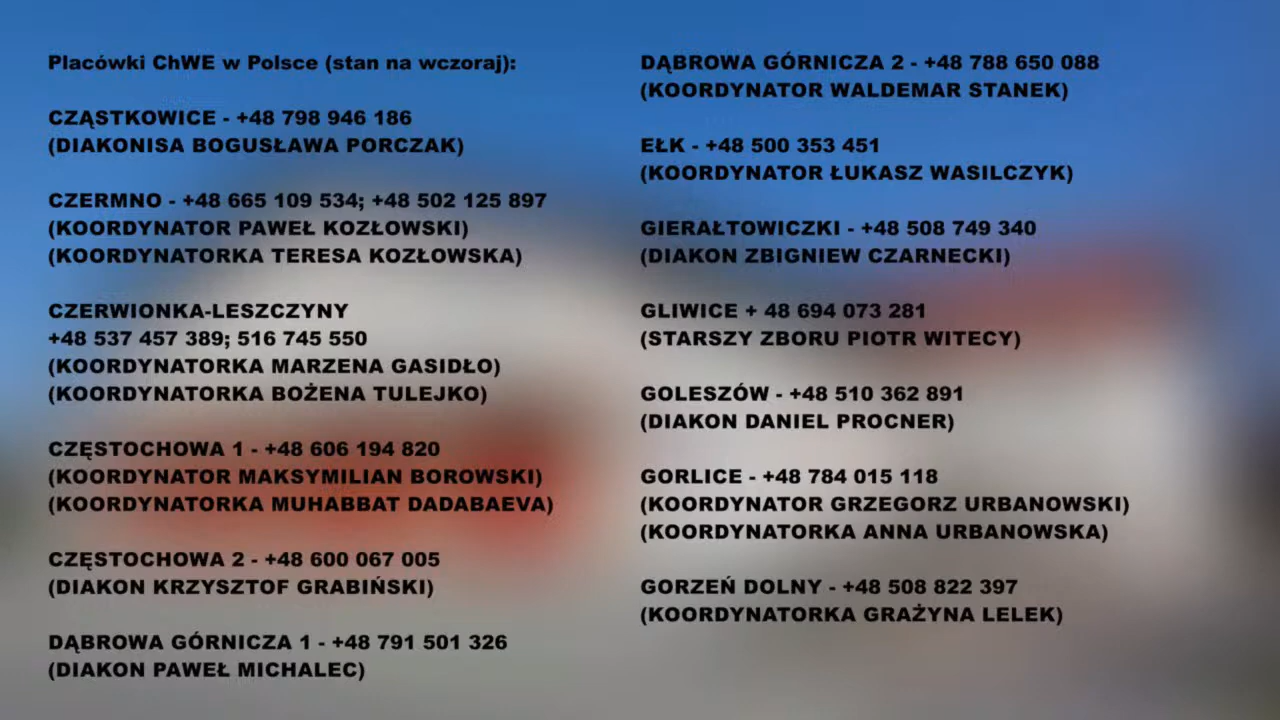 Placówki ChWE w Polsce (stan na wczoraj):
CZĄSTKOWICE - +48 798 946 186
(DIAKONISA BOGUSŁAWA PORCZAK)
CZERMNO - +48 665 109 534; +48 502 125 897
(KOORDYNATOR PAWEŁ KOZŁOWSKI)
(KOORDYNATORKA TERESA KOZŁOWSKA)
CZERWIONKA-LESZCZYNY
+48 537 457 389; 516 745 550
(KOORDYNATORKA MARZENA GASIDŁO)
(KOORDYNATORKA BOŻENA TULEJKO)
CZĘSTOCHOWA 1 - +48 606 194 820
(KOORDYNATOR MAKSYMILIAN BOROWSKI)
(KOORDYNATORKA MUHABBAT DADABAEVA)
CZĘSTOCHOWA 2 - +48 600 067 005
(DIAKON KRZYSZTOF GRABIŃSKI)
DĄBROWA GÓRNICZA 1 - +48 791 501 326
(DIAKON PAWEŁ MICHALEC)
DĄBROWA GÓRNICZA 2 - +48 788 650 088
(KOORDYNATOR WALDEMAR STANEK)
EŁK - +48 500 353 451
(KOORDYNATOR ŁUKASZ WASILCZYK)
GIERAŁTOWICZKI - +48 508 749 340
(DIAKON ZBIGNIEW CZARNECKI)
GLIWICE + 48 694 073 281
(STARSZY ZBORU PIOTR WITECY)
GOLESZÓW - +48 510 362 891
(DIAKON DANIEL PROCNER)
GORLICE - +48 784 015 118
(KOORDYNATOR GRZEGORZ URBANOWSKI)
(KOORDYNATORKA ANNA URBANOWSKA)
GORZEŃ DOLNY - +48 508 822 397
(KOORDYNATORKA GRAŻYNA LELEK)